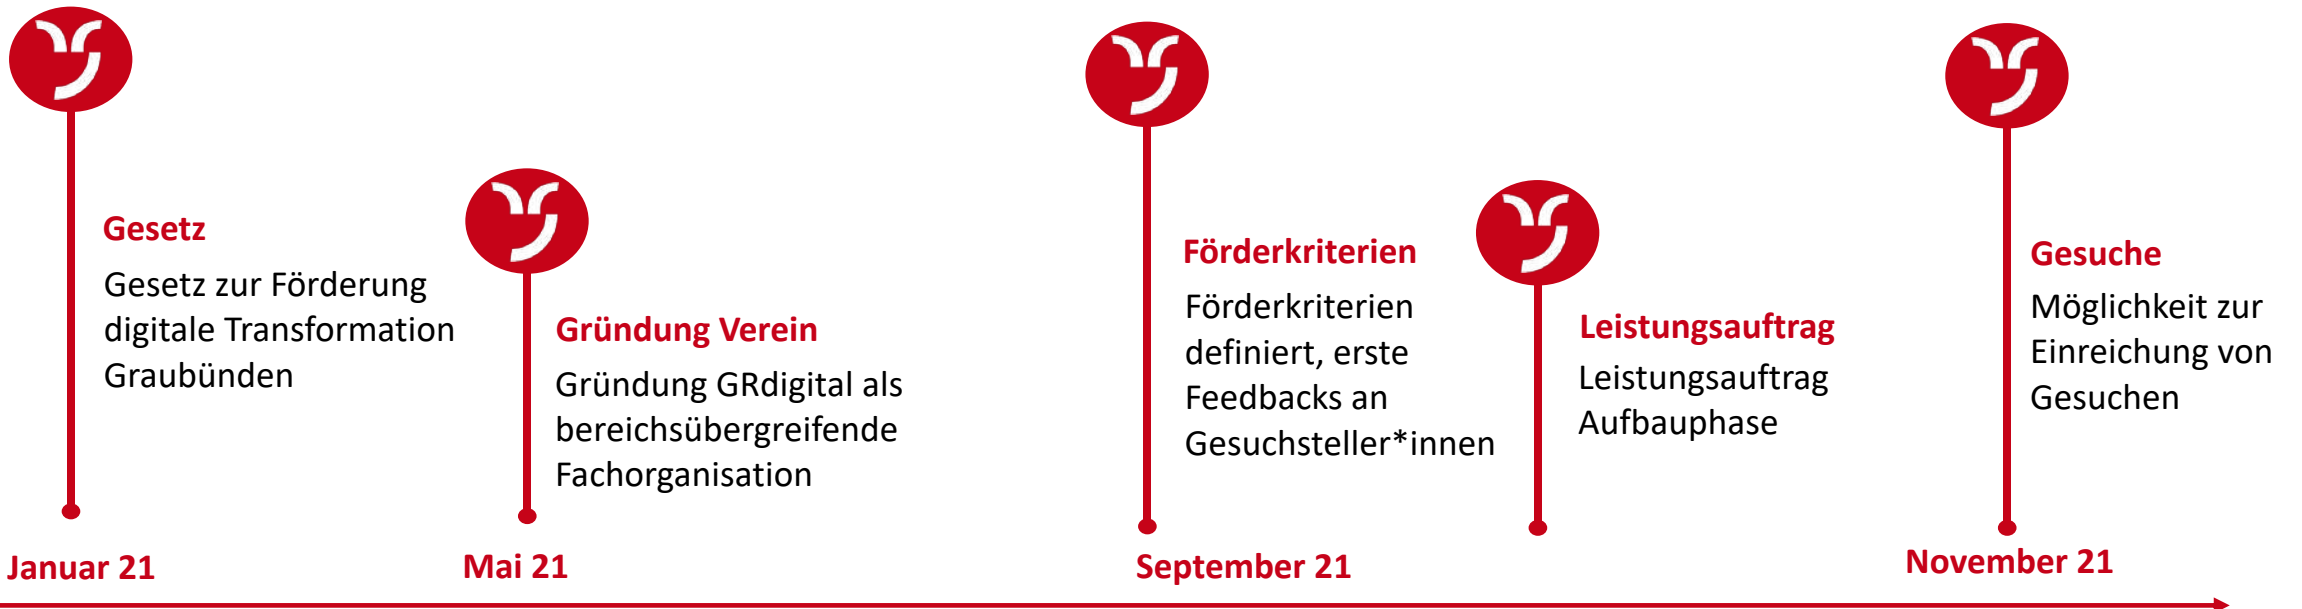 Gesetz
Gesetz zur Förderung
digitale Transformation
Graubünden
Januar 21
Gründung Verein
Gründung GRdigital als
bereichsübergreifende
Fachorganisation
Mai 21
Förderkriterien
Förderkriterien
definiert, erste
Feedbacks an
Gesuchsteller*innen
September 21
Leistungsauftrag
Leistungsauftrag
Aufbauphase
Gesuche
Möglichkeit zur
Einreichung von
Gesuchen
November 21